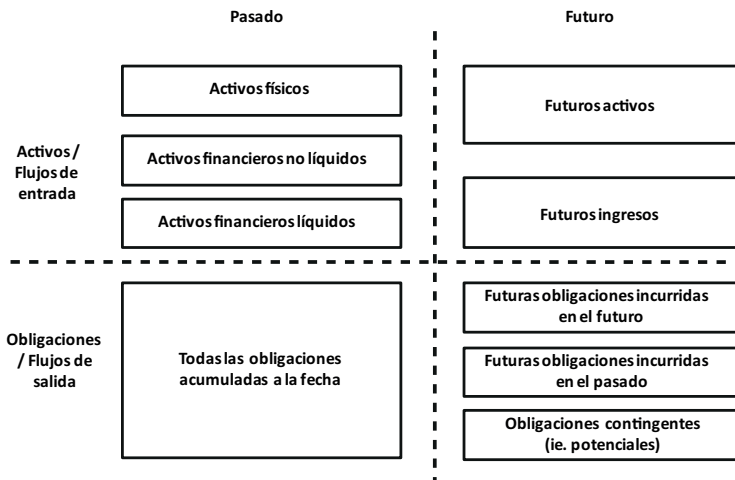 Pasado
Futuro
Activos físicos
Futuros activos
Activos /
Flujos de
entrada
Activos financieros no líquidos
Activos financieros líquidos
Futuros ingresos
Obligaciones
/ Flujos de
salida
Todas las obligaciones
acumuladas a la fecha
Futuras obligaciones incurridas
en el futuro
Futuras obligaciones incurridas
en el pasado
Obligaciones contingentes
(ie. potenciales)